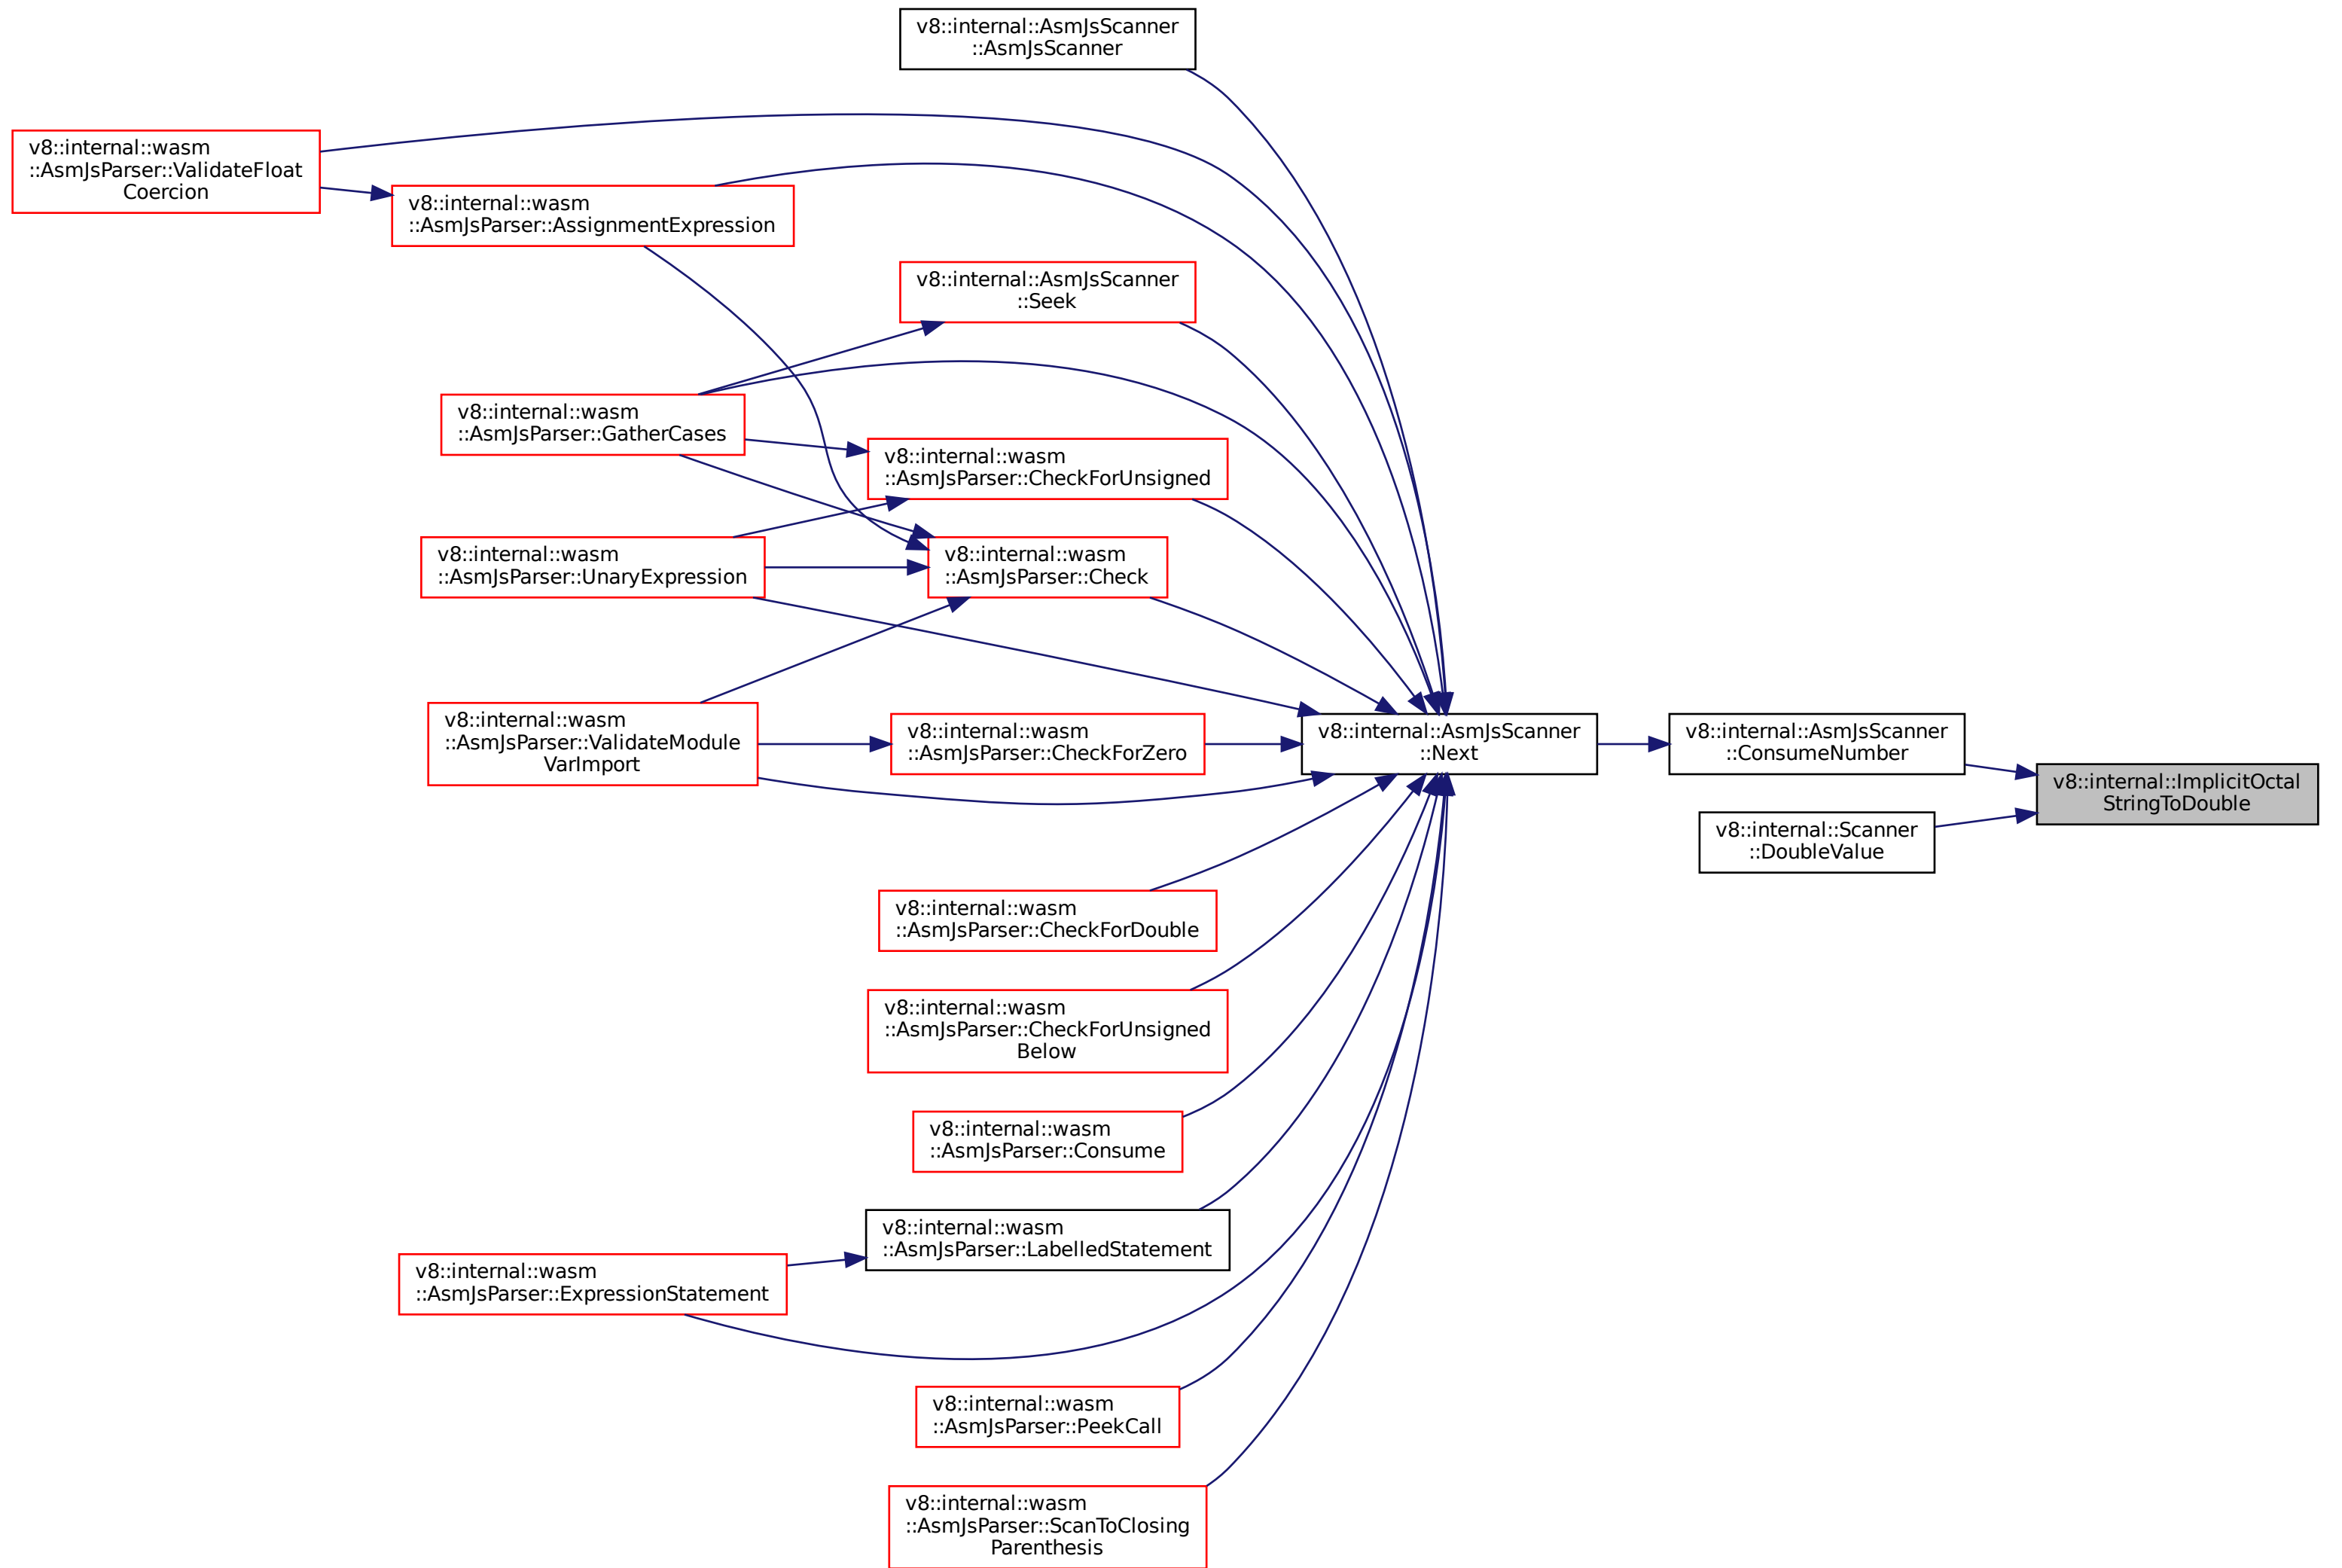 v8::internal::AsmJsScanner
::AsmJsScanner
v8::internal::wasm
::AsmJsParser::ValidateFloat
Coercion
v8::internal::wasm
::AsmJsParser::AssignmentExpression
v8::internal::AsmJsScanner
::Seek
v8::internal::wasm
::AsmJsParser::GatherCases
v8::internal::wasm
::AsmJsParser::CheckForUnsigned
v8::internal::wasm
::AsmJsParser::UnaryExpression
v8::internal::wasm
::AsmJsParser::Check
v8::internal::wasm
::AsmJsParser::ValidateModule
VarImport
v8::internal::wasm
::AsmJsParser::CheckForZero
v8::internal::AsmJsScanner
::Next
v8::internal::AsmJsScanner
::ConsumeNumber
v8::internal::ImplicitOctal
StringToDouble
v8::internal::Scanner
::DoubleValue
v8::internal::wasm
::AsmJsParser::CheckForDouble
v8::internal::wasm
::AsmJsParser::CheckForUnsigned
Below
v8::internal::wasm
::AsmJsParser::Consume
v8::internal::wasm
::AsmJsParser::LabelledStatement
v8::internal::wasm
::AsmJsParser::ExpressionStatement
v8::internal::wasm
::AsmJsParser::PeekCall
v8::internal::wasm
::AsmJsParser::ScanToClosing
Parenthesis